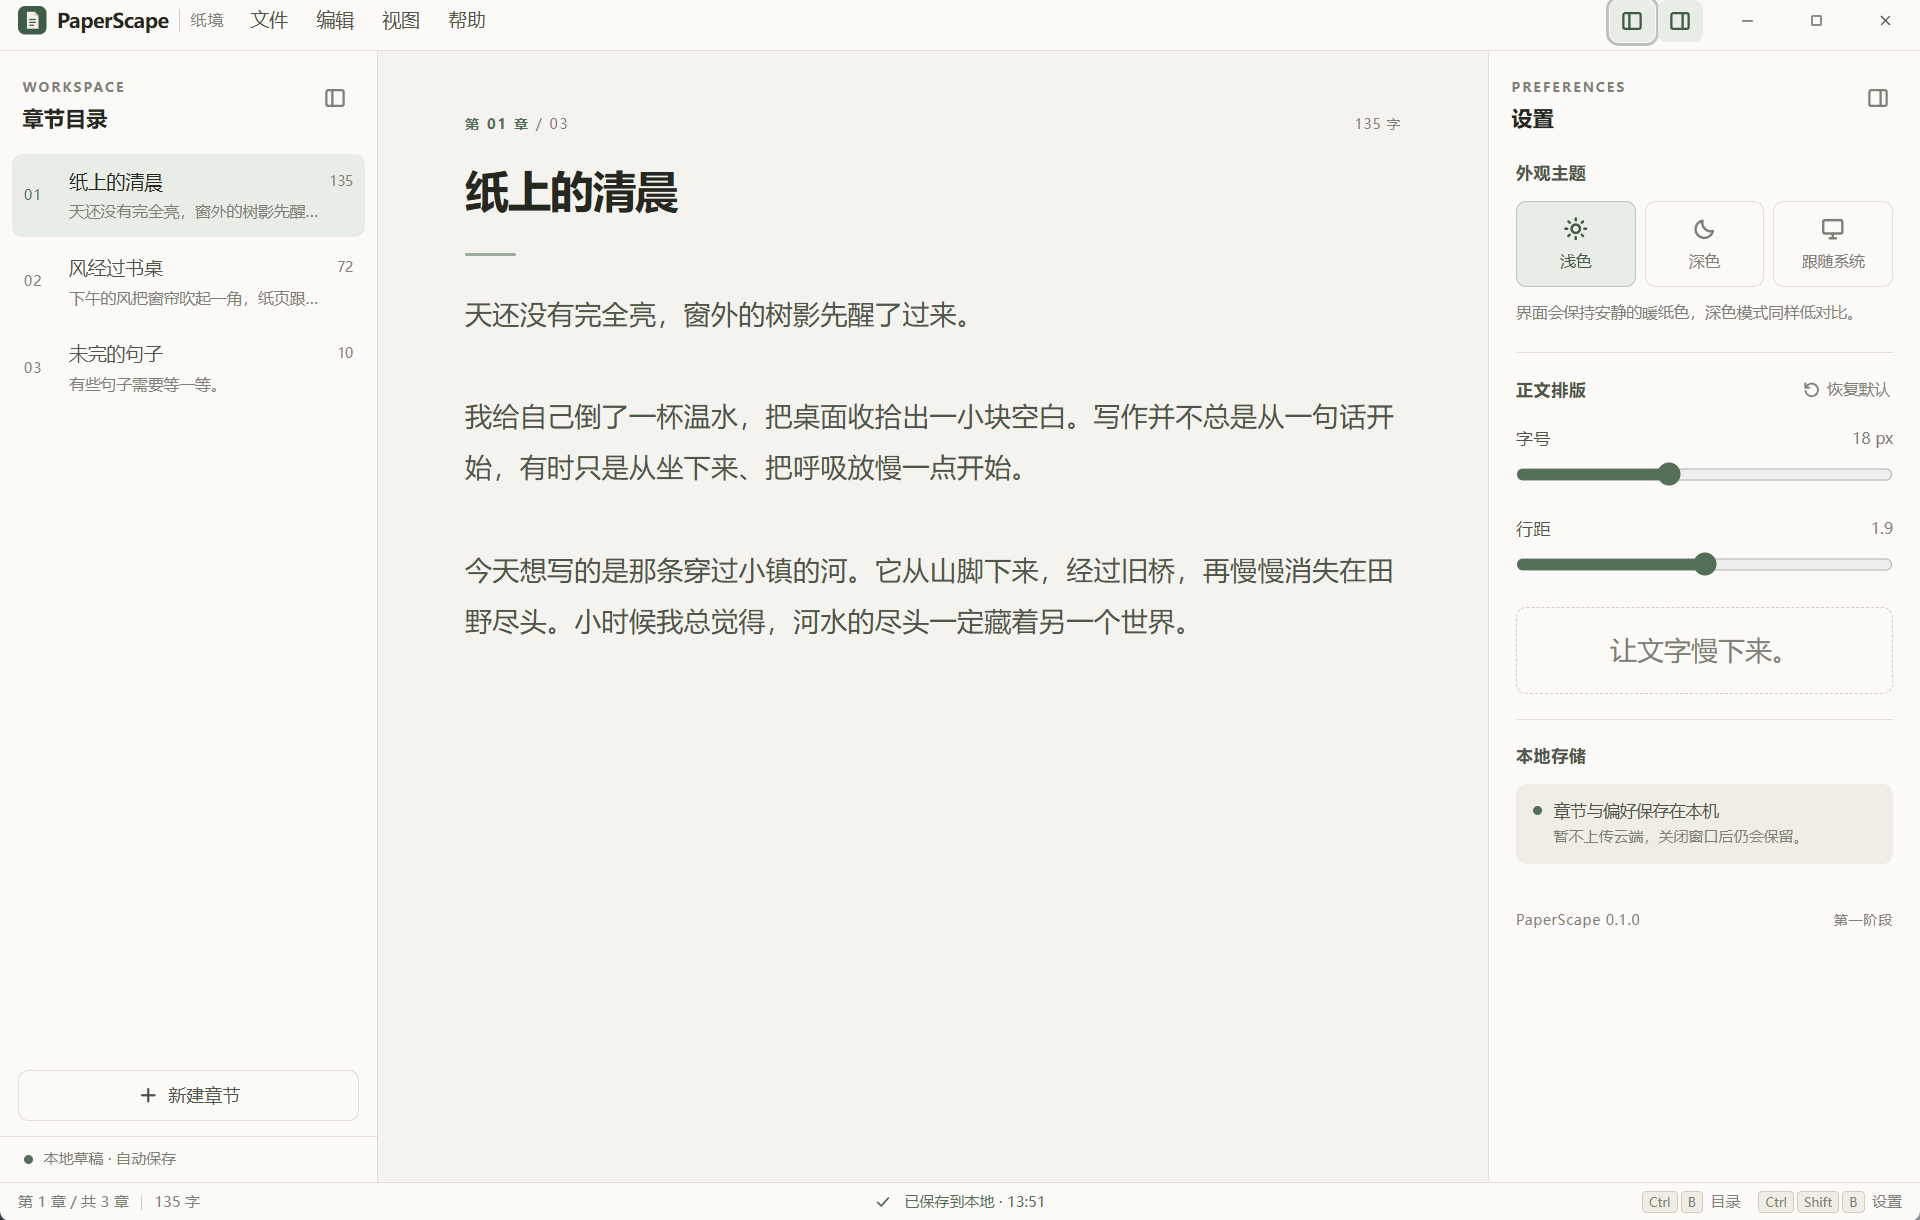 PaperScape 纸境 文件 编辑 视图 帮助
WORKSPACE
章节目录
01 纸上的清晨 135
天还没有完全亮，窗外的树影先醒...
02 风经过书桌 72
下午的风把窗帘吹起一角，纸页跟...
03 未完的句子 10
有些句子需要等一等。
新建章节
本地草稿 · 自动保存
第 01 章 / 03 135 字
纸上的清晨
天还没有完全亮，窗外的树影先醒了过来。
我给自己倒了一杯温水，把桌面收拾出一小块空白。写作并不总是从一句话开
始，有时只是从坐下来、把呼吸放慢一点开始。
今天想写的是那条穿过小镇的河。它从山脚下来，经过旧桥，再慢慢消失在田
野尽头。小时候我总觉得，河水的尽头一定藏着另一个世界。
PREFERENCES
设置
外观主题
浅色 深色 跟随系统
界面会保持安静的暖纸色，深色模式同样低对比。
正文排版 恢复默认
字号 18 px
行距 1.9
让文字慢下来。
本地存储
章节与偏好保存在本机
暂不上传云端，关闭窗口后仍会保留。
PaperScape 0.1.0 第一阶段
第 1 章 / 共 3 章 135 字 已保存到本地 · 13:51 Ctrl B 目录 Ctrl Shift B 设置